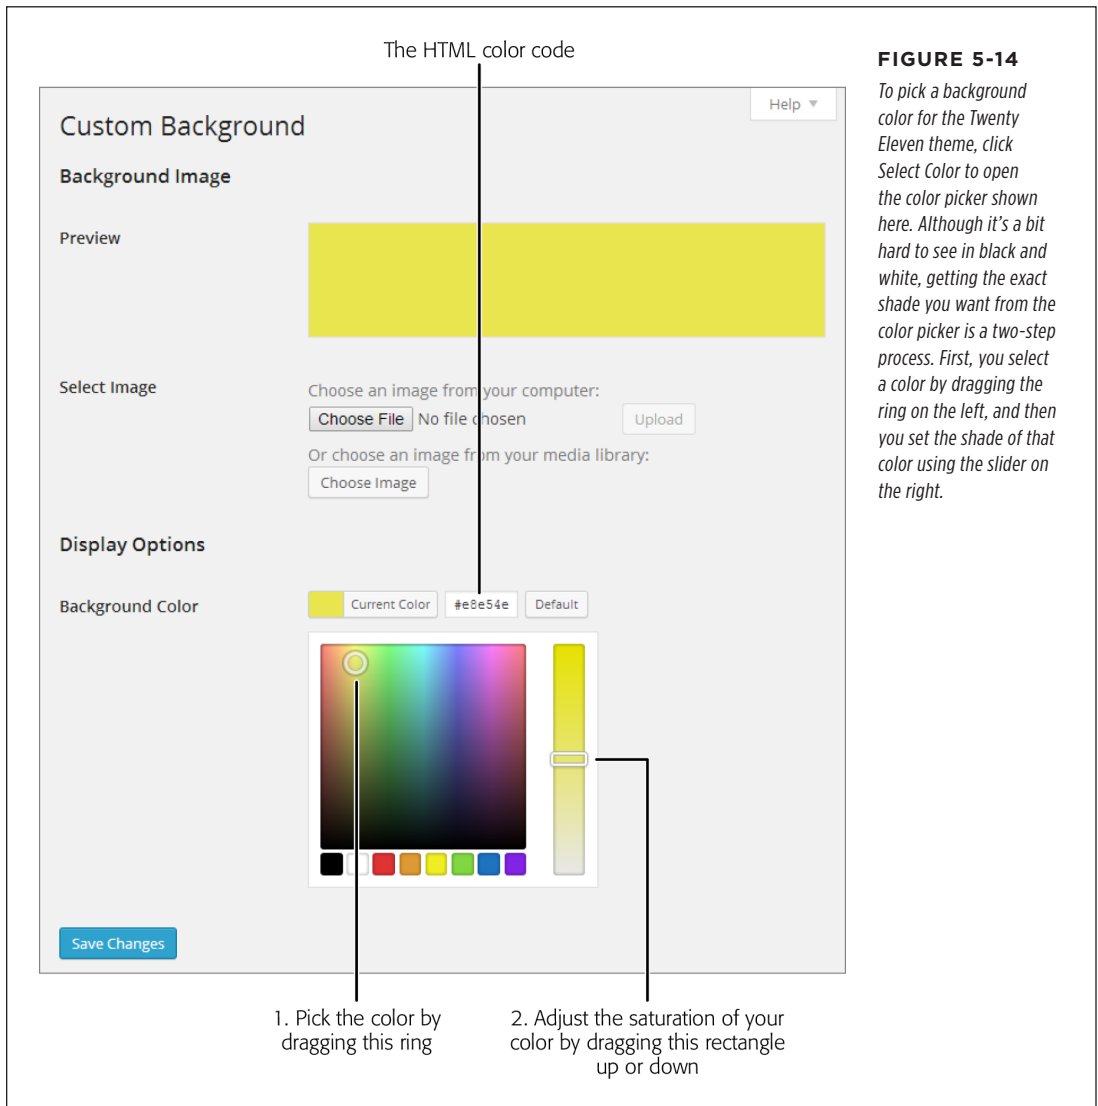 The HTML color code
Help
Custom Background
Background Image
Preview
Select Image
Choose an image from your computer:
Choose File No file chosen
Upload
Or choose an image from your media library:
Choose Image
Display Options
Background Color
Current Color
#e8e54e
Default
Save Changes
1. Pick the color by
dragging this ring
2. Adjust the saturation of your
color by dragging this rectangle
up or down
FIGURE 5-14
To pick a background
color for the Twenty
Eleven theme, click
Select Color to open
the color picker shown
here. Although it's a bit
hard to see in black and
white, getting the exact
shade you want from the
color picker is a two-step
process. First, you select
a color by dragging the
ring on the left, and then
you set the shade of that
color using the slider on
the right.